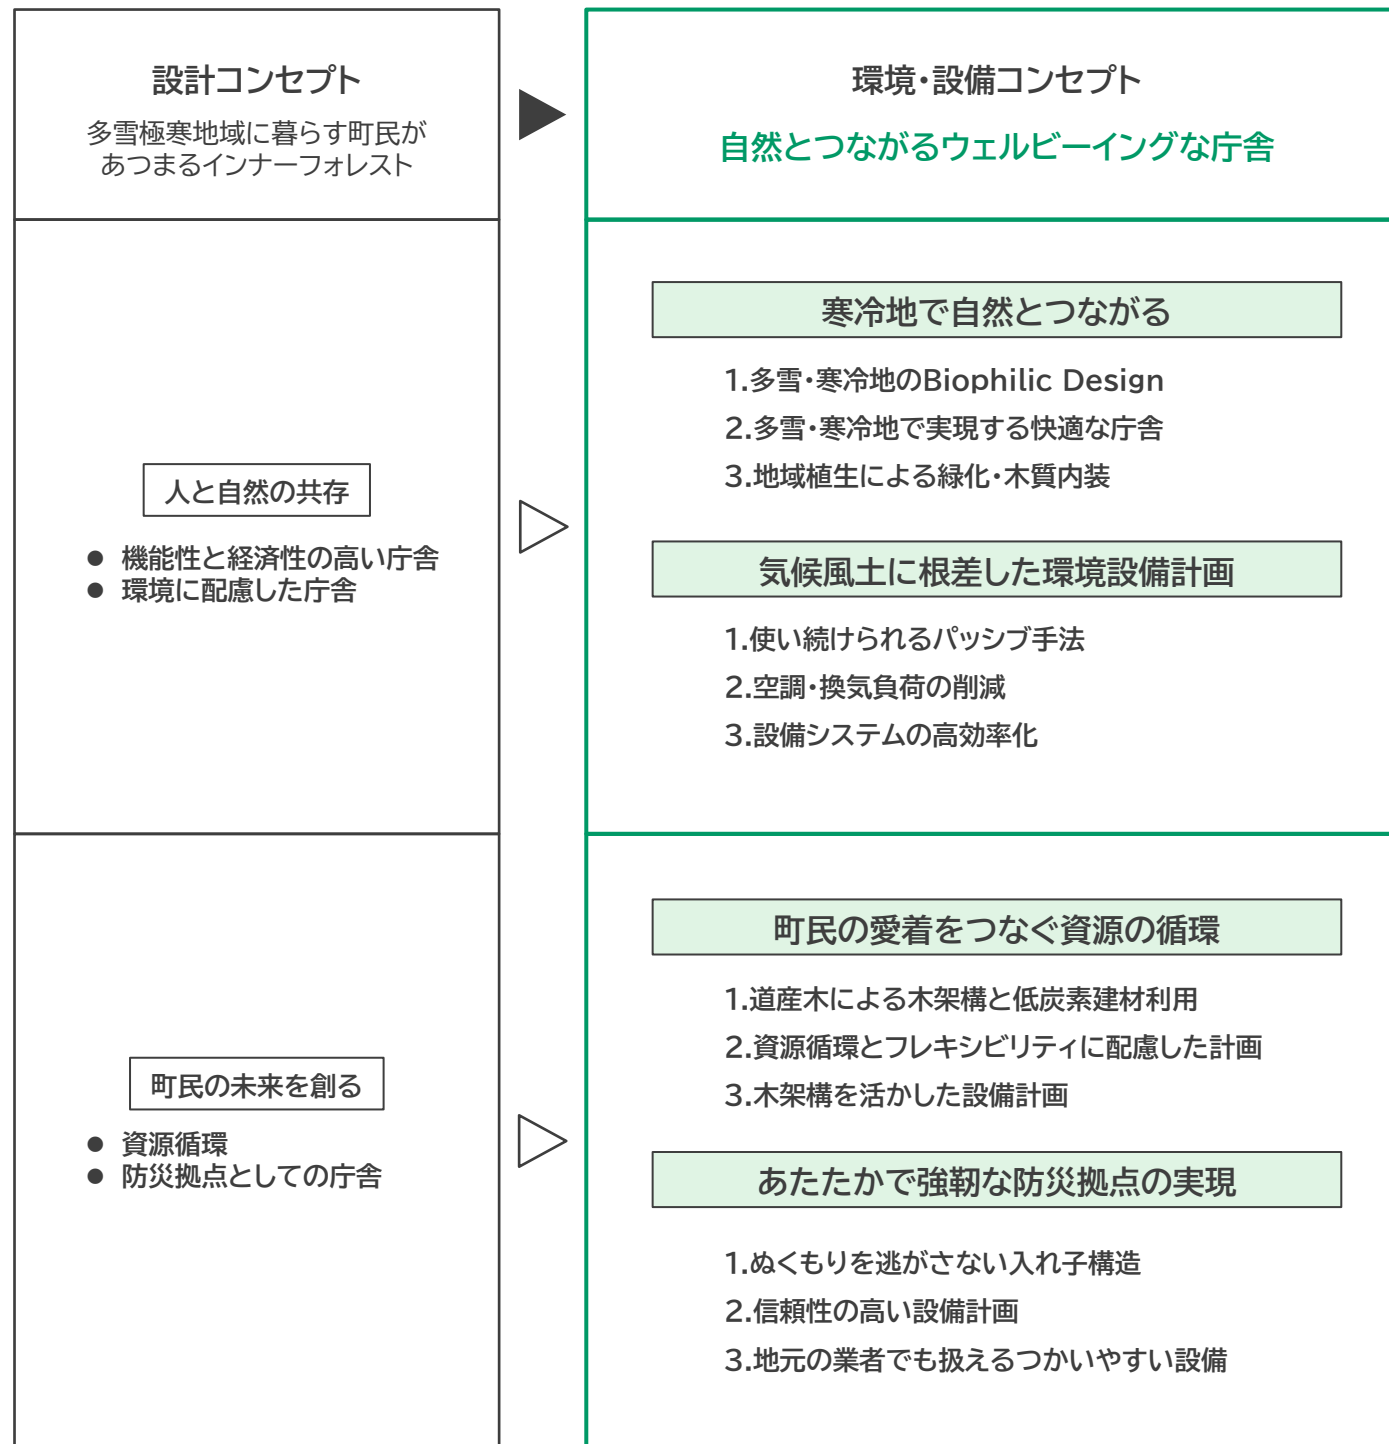 設計コンセプト
多雪極寒地域に暮らす町民が
あつまるインナーフォレスト
環境・設備コンセプト
自然とつながるウェルビーイングな庁舎
人と自然の共存
● 機能性と経済性の高い庁舎
● 環境に配慮した庁舎
寒冷地で自然とつながる
1.多雪・寒冷地のBiophilic Design
2.多雪・寒冷地で実現する快適な庁舎
3.地域植生による緑化・木質内装
気候風土に根差した環境設備計画
1.使い続けられるパッシブ手法
2.空調・換気負荷の削減
3.設備システムの高効率化
町民の未来を創る
● 資源循環
● 防災拠点としての庁舎
町民の愛着をつなぐ資源の循環
1.道産木による木架構と低炭素建材利用
2.資源循環とフレキシビリティに配慮した計画
3.木架構を活かした設備計画
あたたかで強靭な防災拠点の実現
1.ぬくもりを逃がさない入れ子構造
2.信頼性の高い設備計画
3.地元の業者でも扱えるつかいやすい設備